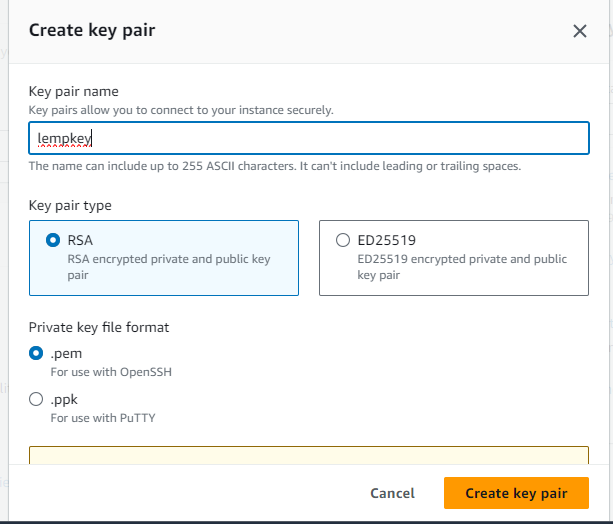 Create key pair
Key pair name
Key pairs allow you to connect to your instance securely.
lempkey
The name can include up to 255 ASCII characters. It can't include leading or trailing spaces.
Key pair type
RSA
RSA encrypted private and public key
pair
ED25519
ED25519 encrypted private and public
key pair
Private key file format
.pem
For use with OpenSSH
.ppk
For use with PuTTY
Cancel
Create key pair